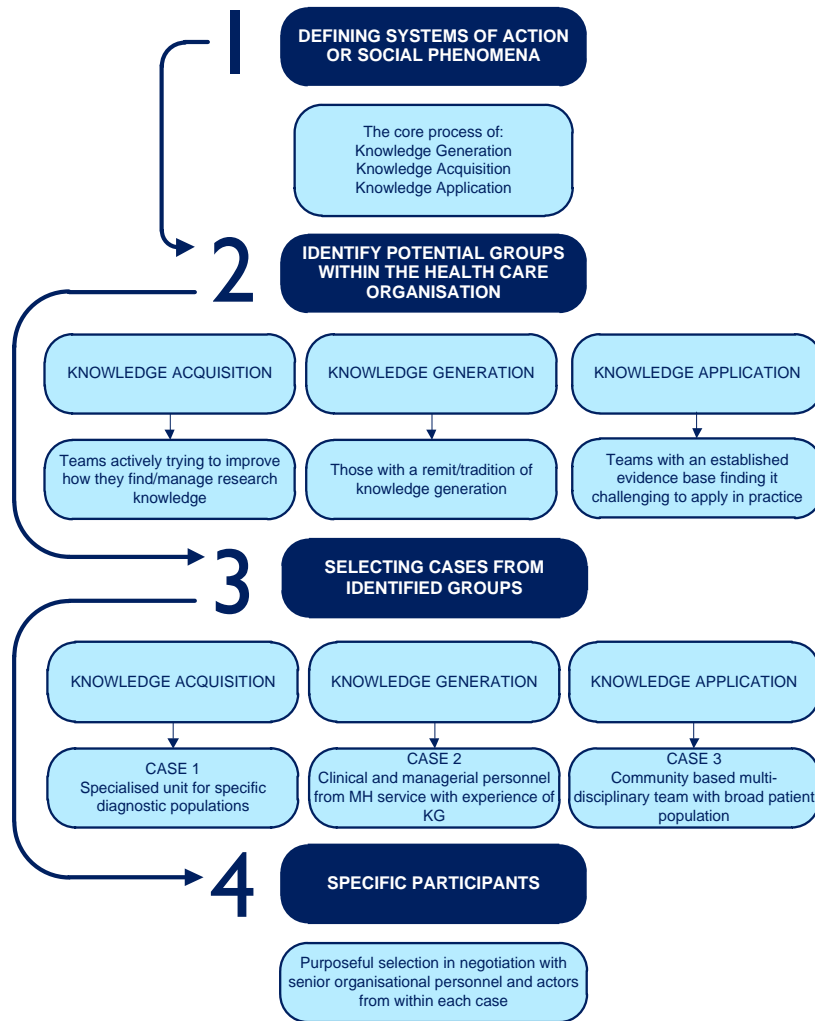 1
DEFINING SYSTEMS OF ACTION
OR SOCIAL PHENOMENA
The core process of:
Knowledge Generation
Knowledge Acquisition
Knowledge Application
2
IDENTIFY POTENTIAL GROUPS
WITHIN THE HEALTH CARE
ORGANISATION
KNOWLEDGE ACQUISITION
KNOWLEDGE GENERATION
KNOWLEDGE APPLICATION
Teams actively trying to improve
how they find/manage research
knowledge
Those with a remit/tradition of
knowledge generation
Teams with an established
evidence base finding it
challenging to apply in practice
3
SELECTING CASES FROM
IDENTIFIED GROUPS
KNOWLEDGE ACQUISITION
KNOWLEDGE GENERATION
KNOWLEDGE APPLICATION
CASE 1
Specialised unit for specific
diagnostic populations
CASE 2
Clinical and managerial personnel
from MH service with experience of
KG
CASE 3
Community based multi-
disciplinary team with broad patient
population
4
SPECIFIC PARTICIPANTS
Purposeful selection in negotiation with
senior organisational personnel and actors
from within each case